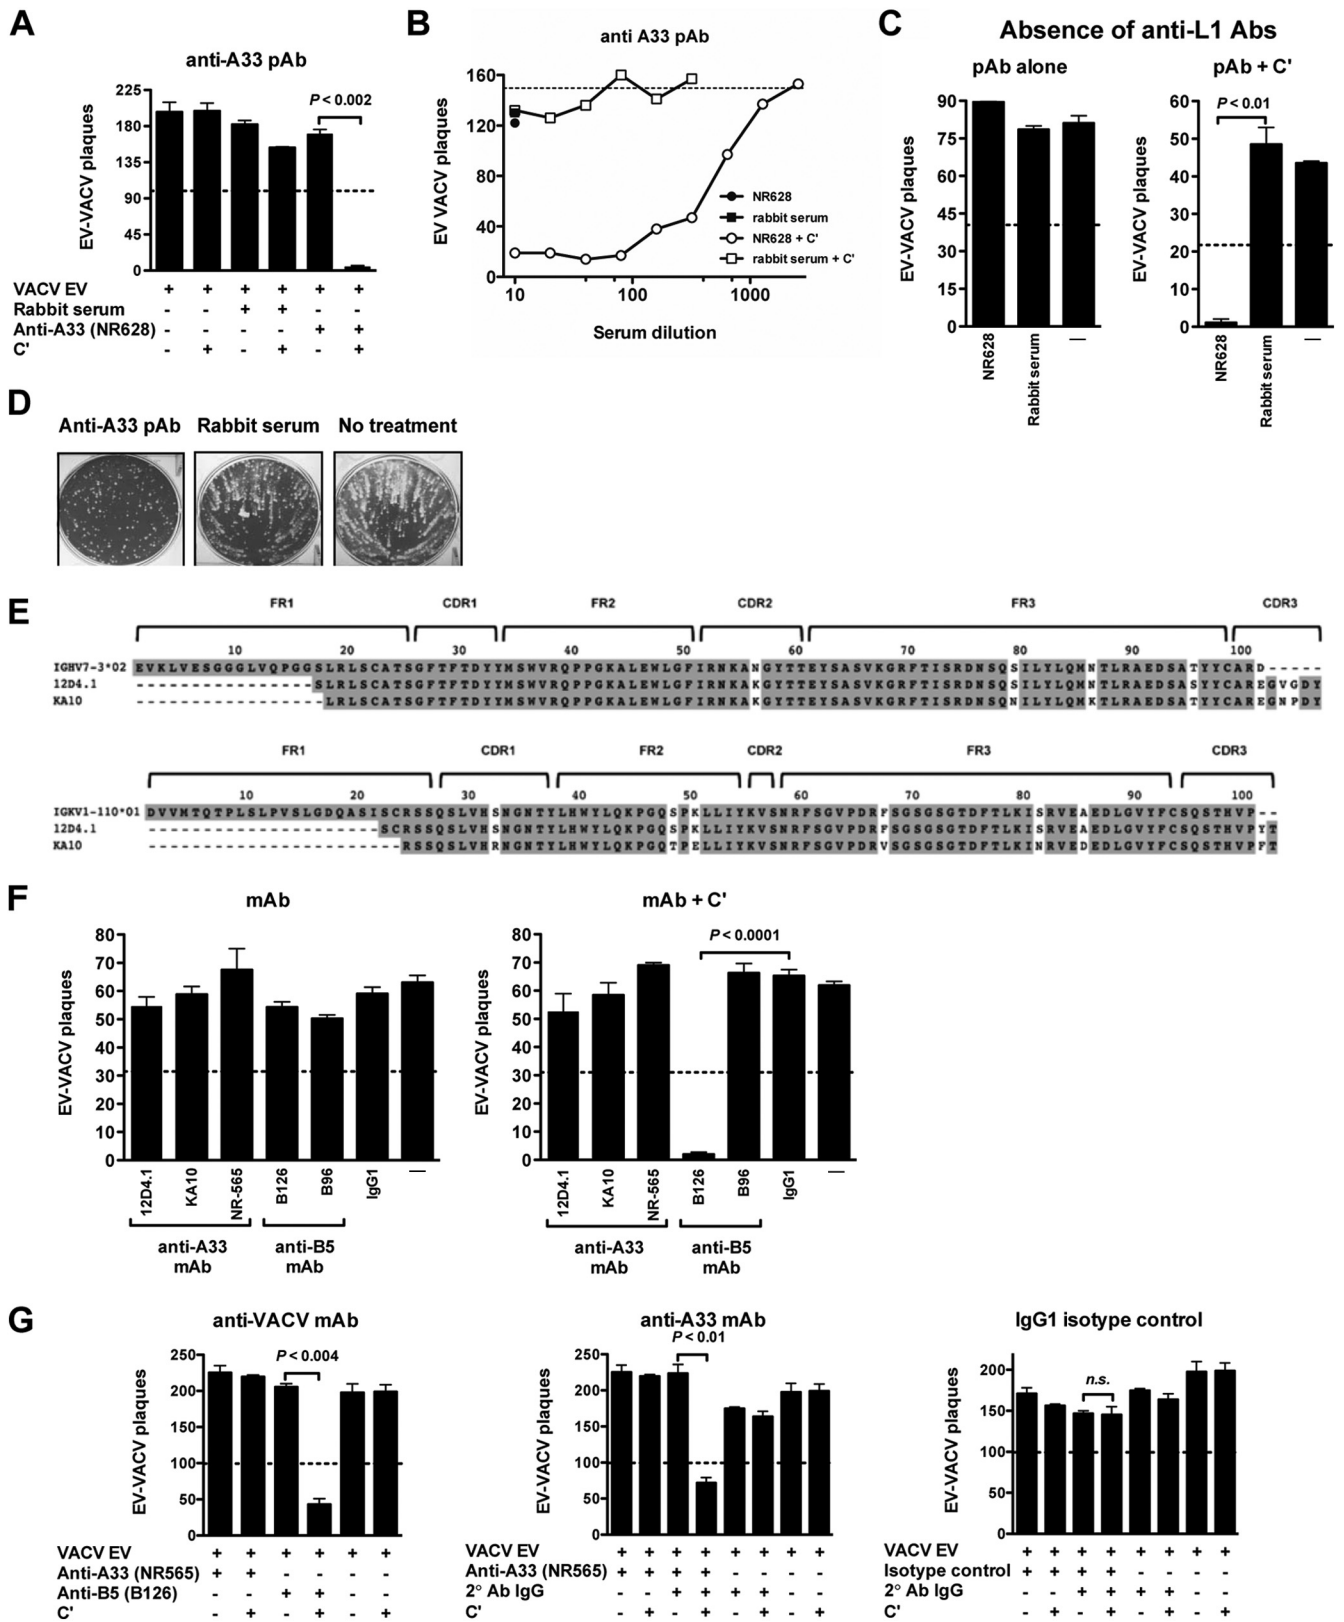 A
anti-A33 pAb
EV-VACV plaques
225
180
135
90
45
0
P < 0.002
VACV EV + + + + + +
Rabbit serum - - + + - -
Anti-A33 (NR628) - - - - + +
C' - + - + - +
B
anti A33 pAb
EV VACV plaques
160
120
80
40
0
NR628
rabbit serum
NR628 + C'
rabbit serum + C'
10 100 1000
Serum dilution
C
Absence of anti-L1 Abs
pAb alone
EV-VACV plaques
90
75
60
45
30
15
0
NR628
Rabbit serum
—
pAb + C'
EV-VACV plaques
60
50
40
30
20
10
0
P < 0.01
NR628
Rabbit serum
—
D
Anti-A33 pAb Rabbit serum No treatment
E
FR1 CDR1 FR2 CDR2 FR3 CDR3
10 20 30 40 50 60 70 80 90 100
IGHV7-3*02 EVKLVESGGGLVQPGGSLRLSCATSGFTFTDYYMSWVRQPPGKALEWLGFIRNKANGYTTEYSASVKGRFTISRDNSQSILYLQMNTLRAEDSATYYCARD-----
12D4.1 ----------------SLRLSCATSGFTFTDYYMSWVRQPPGKALEWLGFIRNKAKGYTTEYSASVKGRFTISRDNSQSILYLQMNTLRAEDSASYYCAREGVGDY
KA10 -----------------LRLSCATSGFTFTDYYMSWVRQPPGKALEWLGFIRNKAKGYTTEYSASVKGRFTISRDNSQNILYLQMKTLRAEDSATYYCAREGNPDY
FR1 CDR1 FR2 CDR2 FR3 CDR3
10 20 30 40 50 60 70 80 90 100
IGKV1-110*01 DVVMTQTPLSLPVSLGDQASISCRSSQSLVHSNGNTYLHWYLQKPGQSPKLLIYKVSNRFSGVPDRFSGSGSGTDFTLKISRVEAEDLGVYFCSQSTHVP--
12D4.1 ---------------------SCRSSQSLVHSNGNTYLHWYLQKPGQSPKLLIYKVSNRFSGVPDRFSGSGSGTDFTLKISRVEAEDLGVYFCSQSTHVPYT
KA10 -----------------------RSSQSLVHRNGNTYLHWYLQKPGQTPELLIYKVSNRFSGVPDRVSGSGSGTDFTLKINRVEDEDLGVYFCSQSTHVPFT
F
mAb
EV-VACV plaques
80
70
60
50
40
30
20
10
0
12D4.1
KA10
NR-565
B126
B96
IgG1
—
anti-A33 mAb
anti-B5 mAb
mAb + C'
EV-VACV plaques
80
70
60
50
40
30
20
10
0
P < 0.0001
12D4.1
KA10
NR-565
B126
B96
IgG1
—
anti-A33 mAb
anti-B5 mAb
G
anti-VACV mAb
EV-VACV plaques
250
200
150
100
50
0
P < 0.004
VACV EV + + + + + +
Anti-A33 (NR565) + + - - - -
Anti-B5 (B126) - - + + - -
C' - + - + - +
anti-A33 mAb
EV-VACV plaques
250
200
150
100
50
0
P < 0.01
VACV EV + + + + + + + +
Anti-A33 (NR565) + + + + - - - -
2° Ab IgG - - + + + + - -
C' - + - + - + - +
IgG1 isotype control
EV-VACV plaques
200
150
100
50
0
n.s.
VACV EV + + + + + + + +
Isotype control + + + + - - - -
2° Ab IgG - - + + + + - -
C' - + - + - + - +